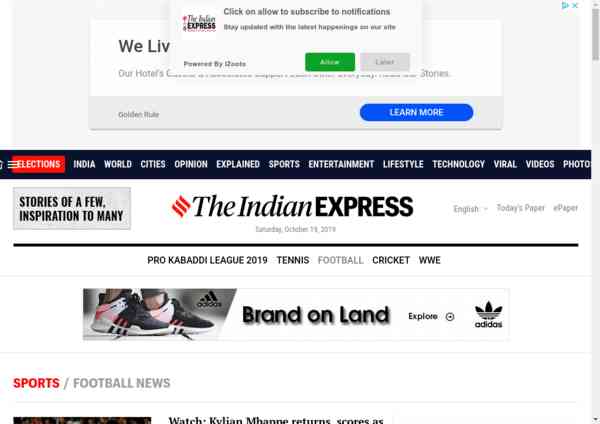 Click on allow to subscribe to notifications
The Indian EXPRESS
Stay updated with the latest happenings on our site
Powered By iZooto
Allow
Later
We Liv
Our Hotel's
Stories.
Golden Rule
LEARN MORE
ELECTIONS INDIA WORLD CITIES OPINION EXPLAINED SPORTS ENTERTAINMENT LIFESTYLE TECHNOLOGY VIRAL VIDEOS PHOTOS
STORIES OF A FEW,
INSPIRATION TO MANY
The Indian EXPRESS
English
Today's Paper
ePaper
Saturday, October 19, 2019
PRO KABADDI LEAGUE 2019 TENNIS FOOTBALL CRICKET WWE
adidas
Brand on Land
Explore
adidas
SPORTS / FOOTBALL NEWS
Watch: Kylian Mbappe returns, scores as